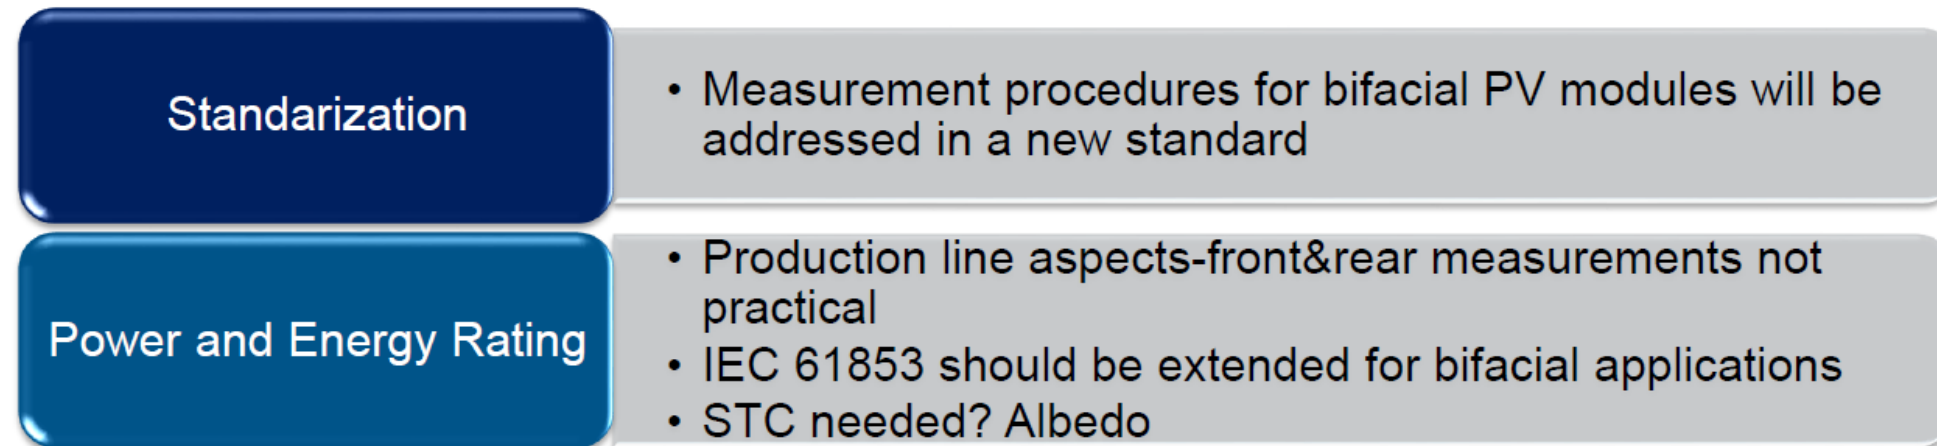 Standarization
• Measurement procedures for bifacial PV modules will be
addressed in a new standard
Power and Energy Rating
• Production line aspects-front&rear measurements not
practical
• IEC 61853 should be extended for bifacial applications
• STC needed? Albedo